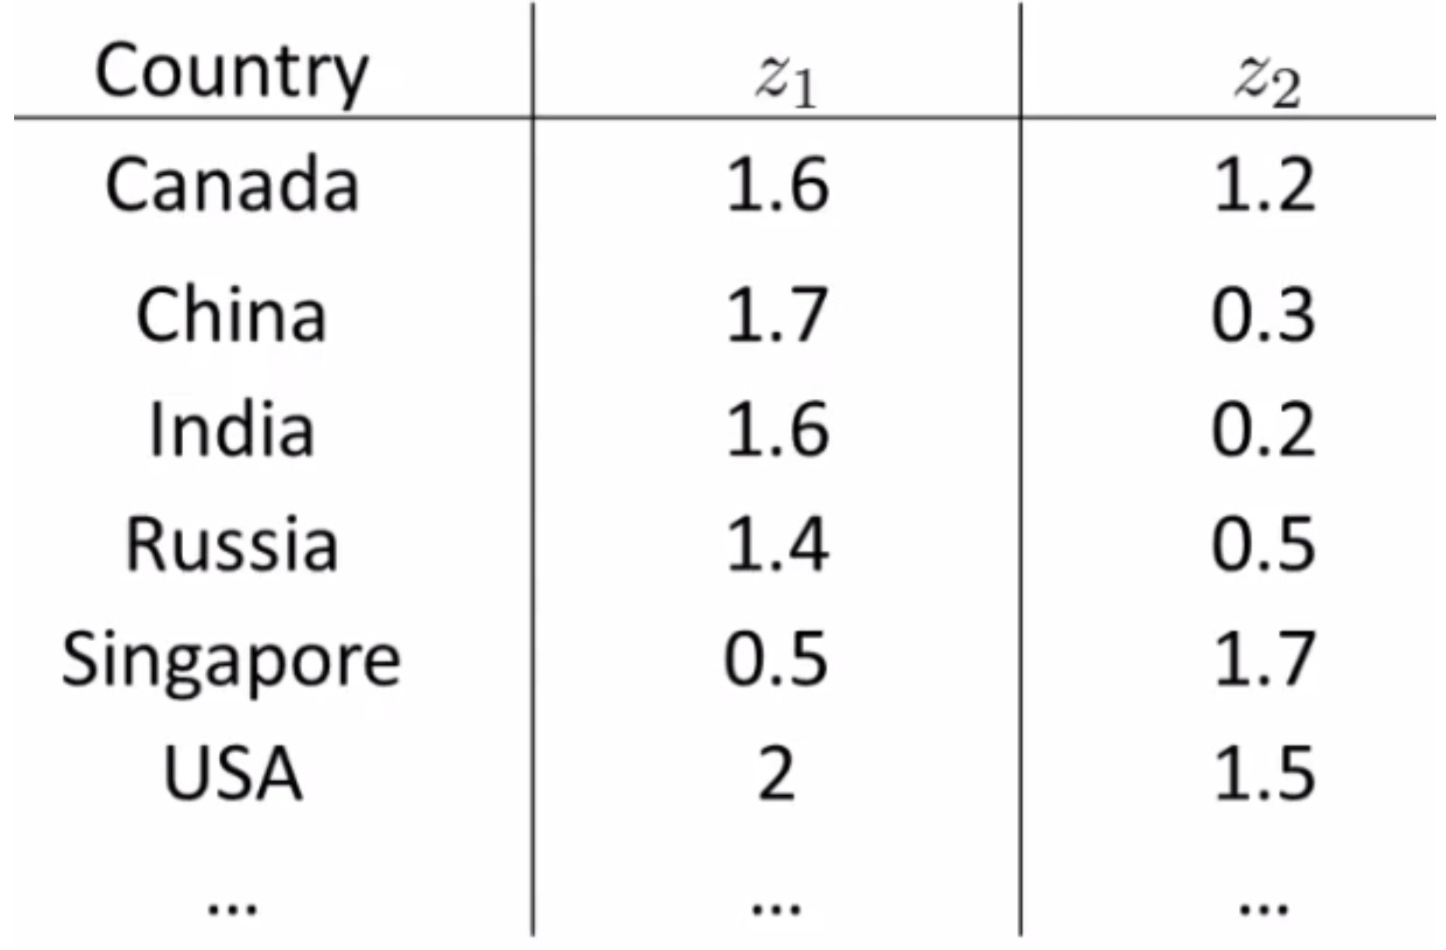 Country z₁ z₂
Canada 1.6 1.2
China 1.7 0.3
India 1.6 0.2
Russia 1.4 0.5
Singapore 0.5 1.7
USA 2 1.5
... ... ...